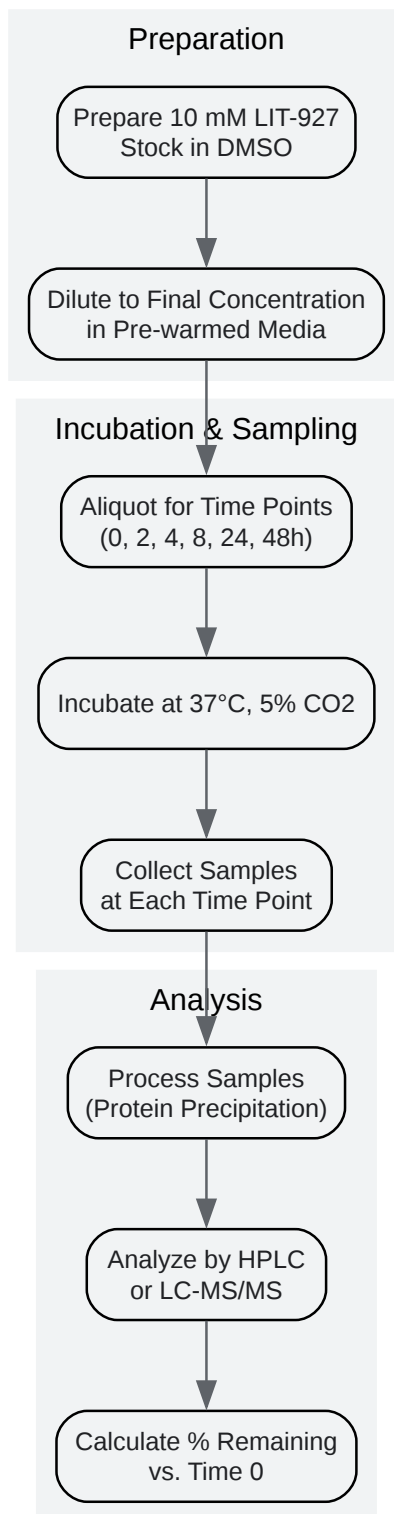 Preparation
Prepare 10 mM LIT-927
Stock in DMSO
Dilute to Final Concentration
in Pre-warmed Media
Incubation & Sampling
Aliquot for Time Points
(0, 2, 4, 8, 24, 48h)
Incubate at 37°C, 5% CO2
Collect Samples
at Each Time Point
Analysis
Process Samples
(Protein Precipitation)
Analyze by HPLC
or LC-MS/MS
Calculate % Remaining
vs. Time 0